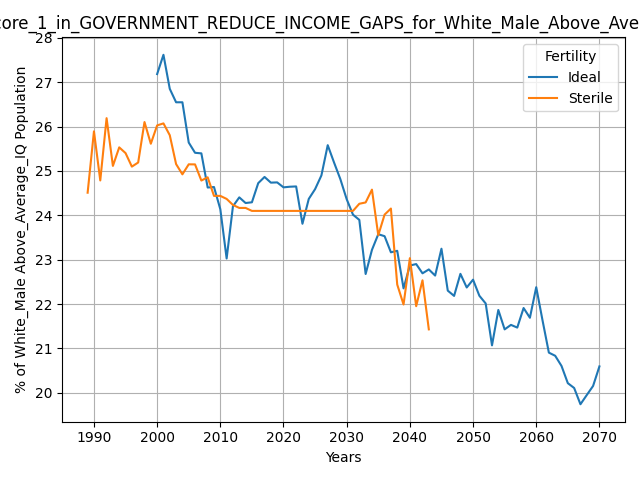 core_1_in_GOVERNMENT_REDUCE_INCOME_GAPS_for_White_Male_Above_Ave
28
27
26
25
24
23
22
21
20
% of White_Male Above_Average_IQ Population
Fertility
Ideal
Sterile
1990 2000 2010 2020 2030 2040 2050 2060 2070
Years